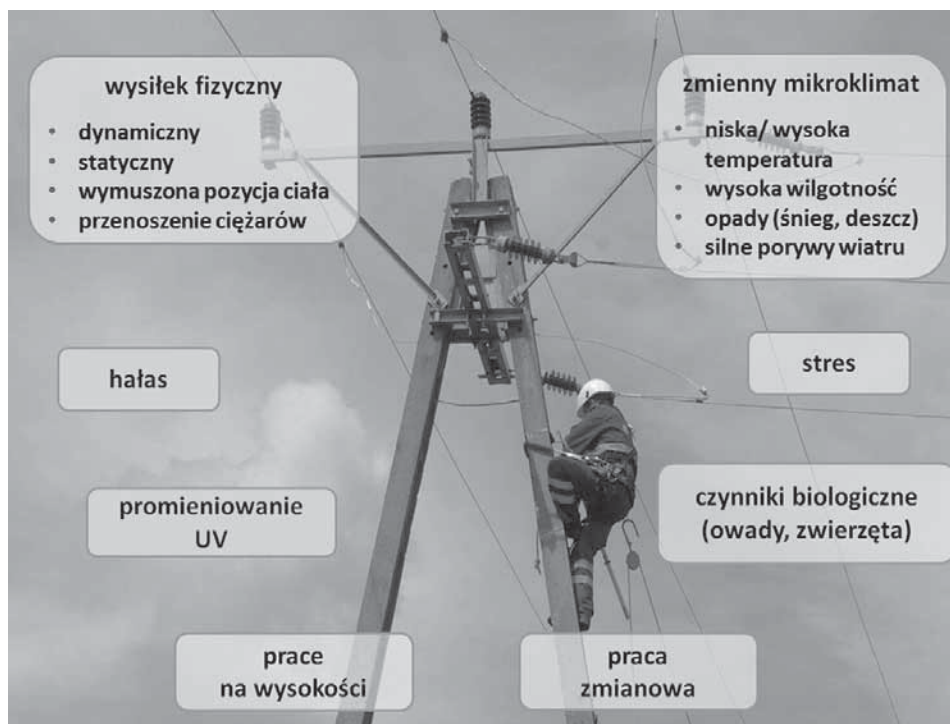 wysiłek fizyczny
• dynamiczny
• statyczny
• wymuszona pozycja ciała
• przenoszenie ciężarów
zmienny mikroklimat
• niska/ wysoka
temperatura
• wysoka wilgotność
• opady (śnieg, deszcz)
• silne porywy wiatru
hałas
stres
promieniowanie
UV
czynniki biologiczne
(owady, zwierzęta)
prace
na wysokości
praca
zmianowa